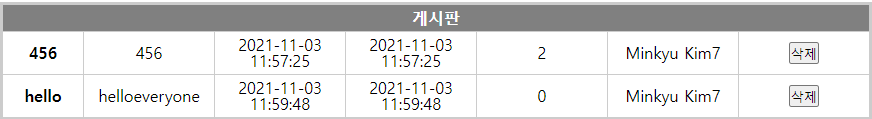 게시판
456 456 2021-11-03 11:57:25 2021-11-03 11:57:25 2 Minkyu Kim7 삭제
hello helloeveryone 2021-11-03 11:59:48 2021-11-03 11:59:48 0 Minkyu Kim7 삭제